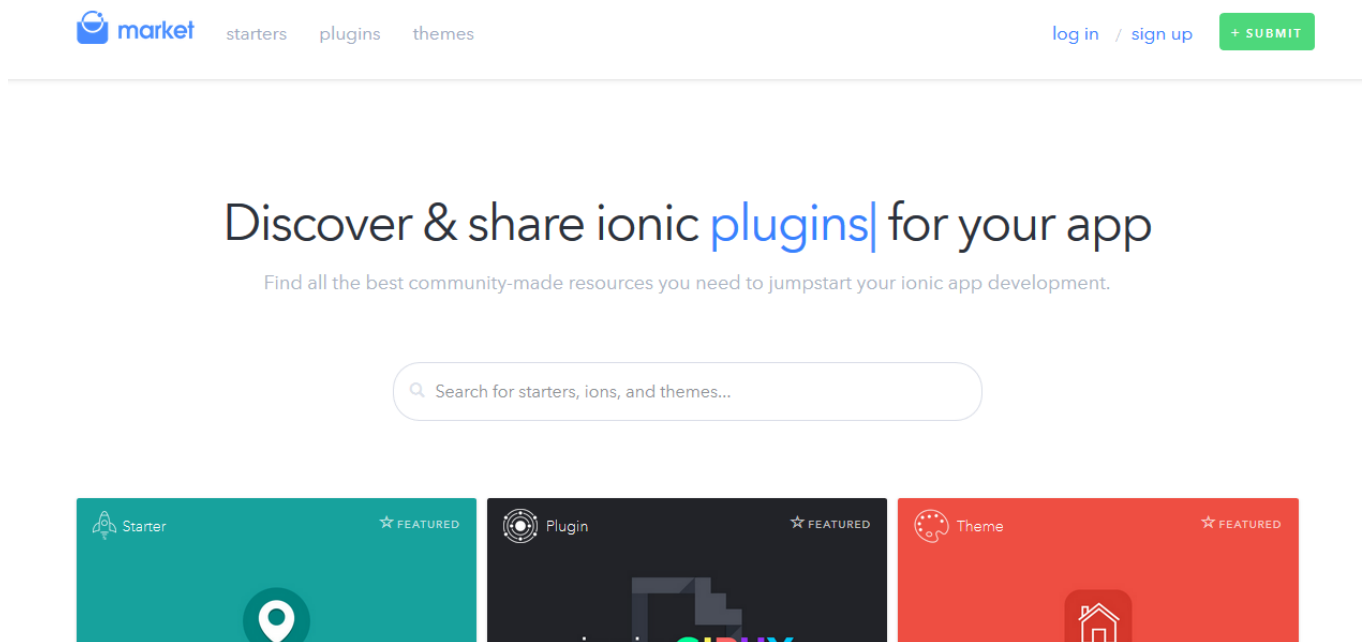 market starters plugins themes log in / sign up + SUBMIT
Discover & share ionic plugins| for your app
Find all the best community-made resources you need to jumpstart your ionic app development.
Search for starters, ions, and themes...
Starter ☆ FEATURED Plugin ☆ FEATURED Theme ☆ FEATURED